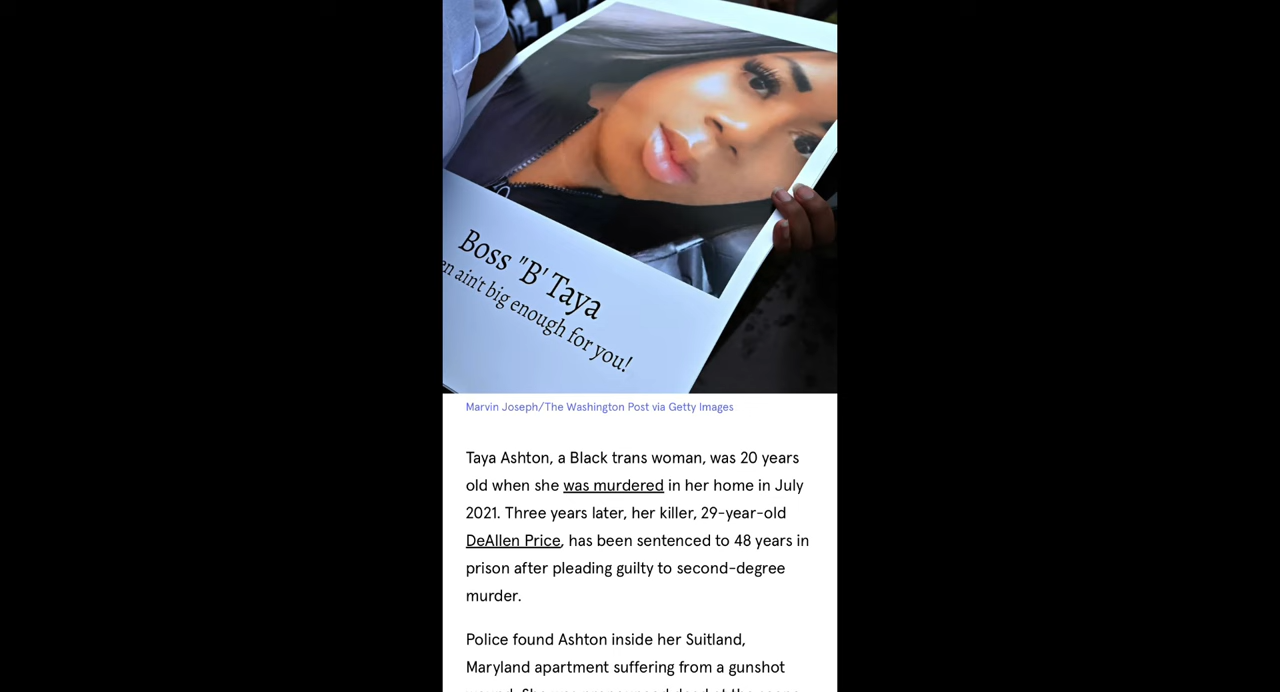 Boss "B' Taya
ain't big enough for you!
Marvin Joseph/The Washington Post via Getty Images
Taya Ashton, a Black trans woman, was 20 years
old when she was murdered in her home in July
2021. Three years later, her killer, 29-year-old
DeAllen Price, has been sentenced to 48 years in
prison after pleading guilty to second-degree
murder.
Police found Ashton inside her Suitland,
Maryland apartment suffering from a gunshot